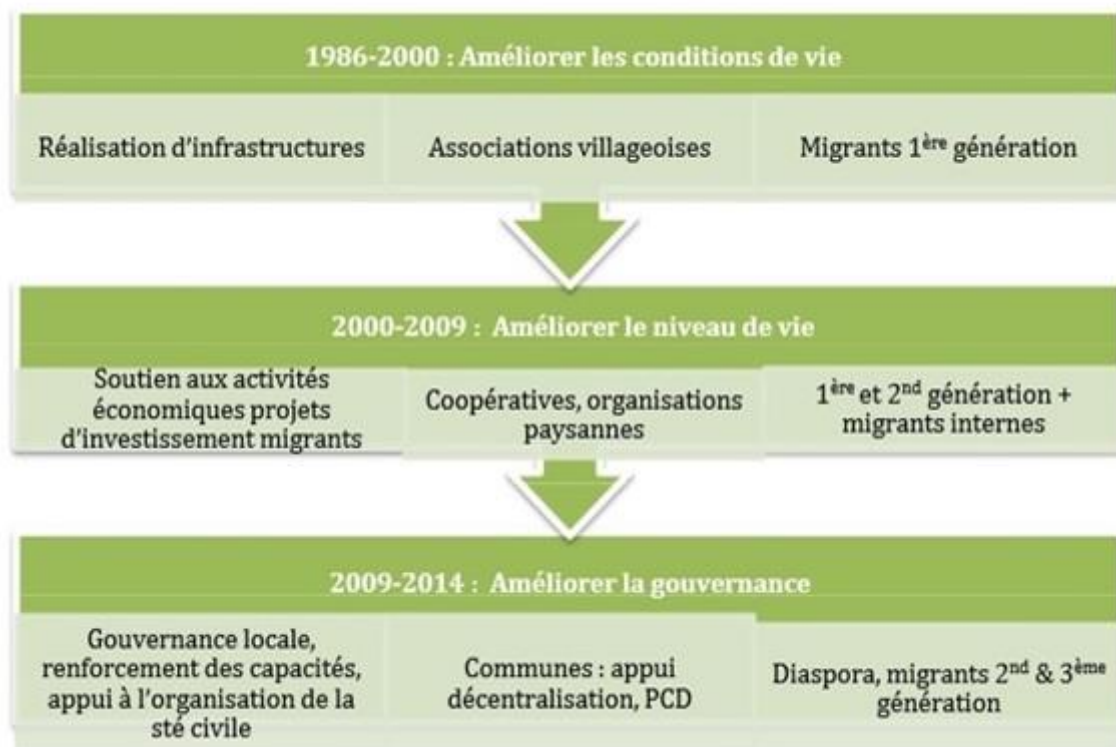 1986-2000 : Améliorer les conditions de vie
Réalisation d’infrastructures
Associations villageoises
Migrants 1ère génération
2000-2009 : Améliorer le niveau de vie
Soutien aux activités
économiques projets
d’investissement migrants
Coopératives, organisations
paysannes
1ère et 2nd génération +
migrants internes
2009-2014 : Améliorer la gouvernance
Gouvernance locale,
renforcement des capacités,
appui à l’organisation de la
sté civile
Communes : appui
décentralisation, PCD
Diaspora, migrants 2nd & 3ème
génération